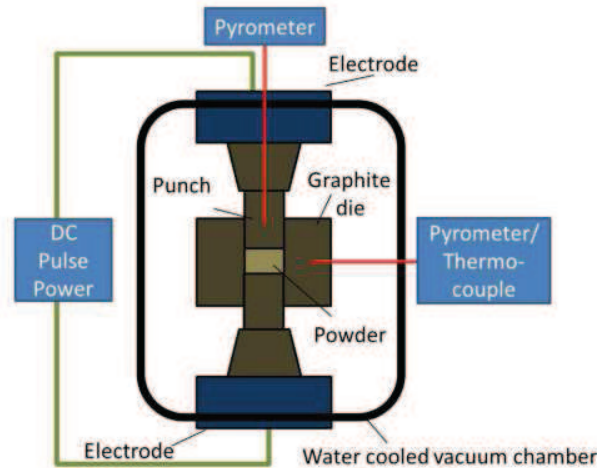 Pyrometer
Electrode
Punch
Graphite
die
DC
Pulse
Power
Pyrometer/
Thermo-
couple
Powder
Electrode
Water cooled vacuum chamber